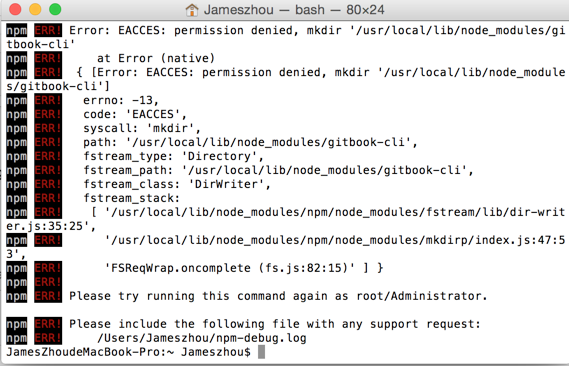 Jameszhou — bash — 80×24
npm ERR! Error: EACCES: permission denied, mkdir '/usr/local/lib/node_modules/gi
tbook-cli'
npm ERR!     at Error (native)
npm ERR!  { [Error: EACCES: permission denied, mkdir '/usr/local/lib/node_module
s/gitbook-cli']
npm ERR!   errno: -13,
npm ERR!   code: 'EACCES',
npm ERR!   syscall: 'mkdir',
npm ERR!   path: '/usr/local/lib/node_modules/gitbook-cli',
npm ERR!   fstream_type: 'Directory',
npm ERR!   fstream_path: '/usr/local/lib/node_modules/gitbook-cli',
npm ERR!   fstream_class: 'DirWriter',
npm ERR!   fstream_stack:
npm ERR!    [ '/usr/local/lib/node_modules/npm/node_modules/fstream/lib/dir-writ
er.js:35:25',
npm ERR!      '/usr/local/lib/node_modules/npm/node_modules/mkdirp/index.js:47:5
3',
npm ERR!      'FSReqWrap.oncomplete (fs.js:82:15)' ] }
npm ERR!
npm ERR! Please try running this command again as root/Administrator.
npm ERR! Please include the following file with any support request:
npm ERR!     /Users/Jameszhou/npm-debug.log
JamesZhoudeMacBook-Pro:~ Jameszhou$